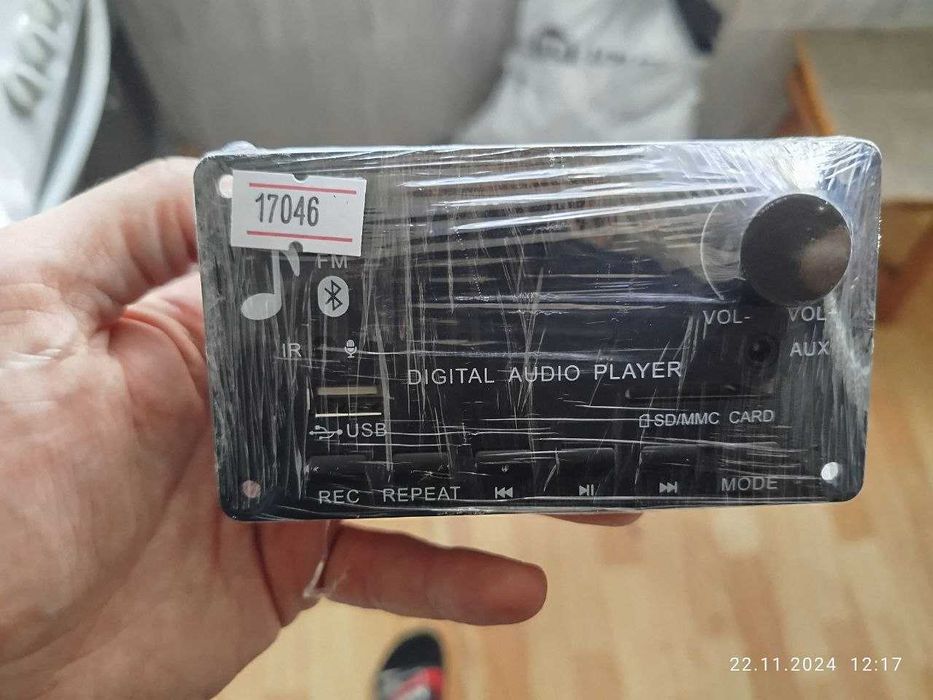 17046
FM
VOL- VOL+
IR
AUX
DIGITAL AUDIO PLAYER
SD/MMC CARD
USB
REC REPEAT MODE
22.11.2024 12:17